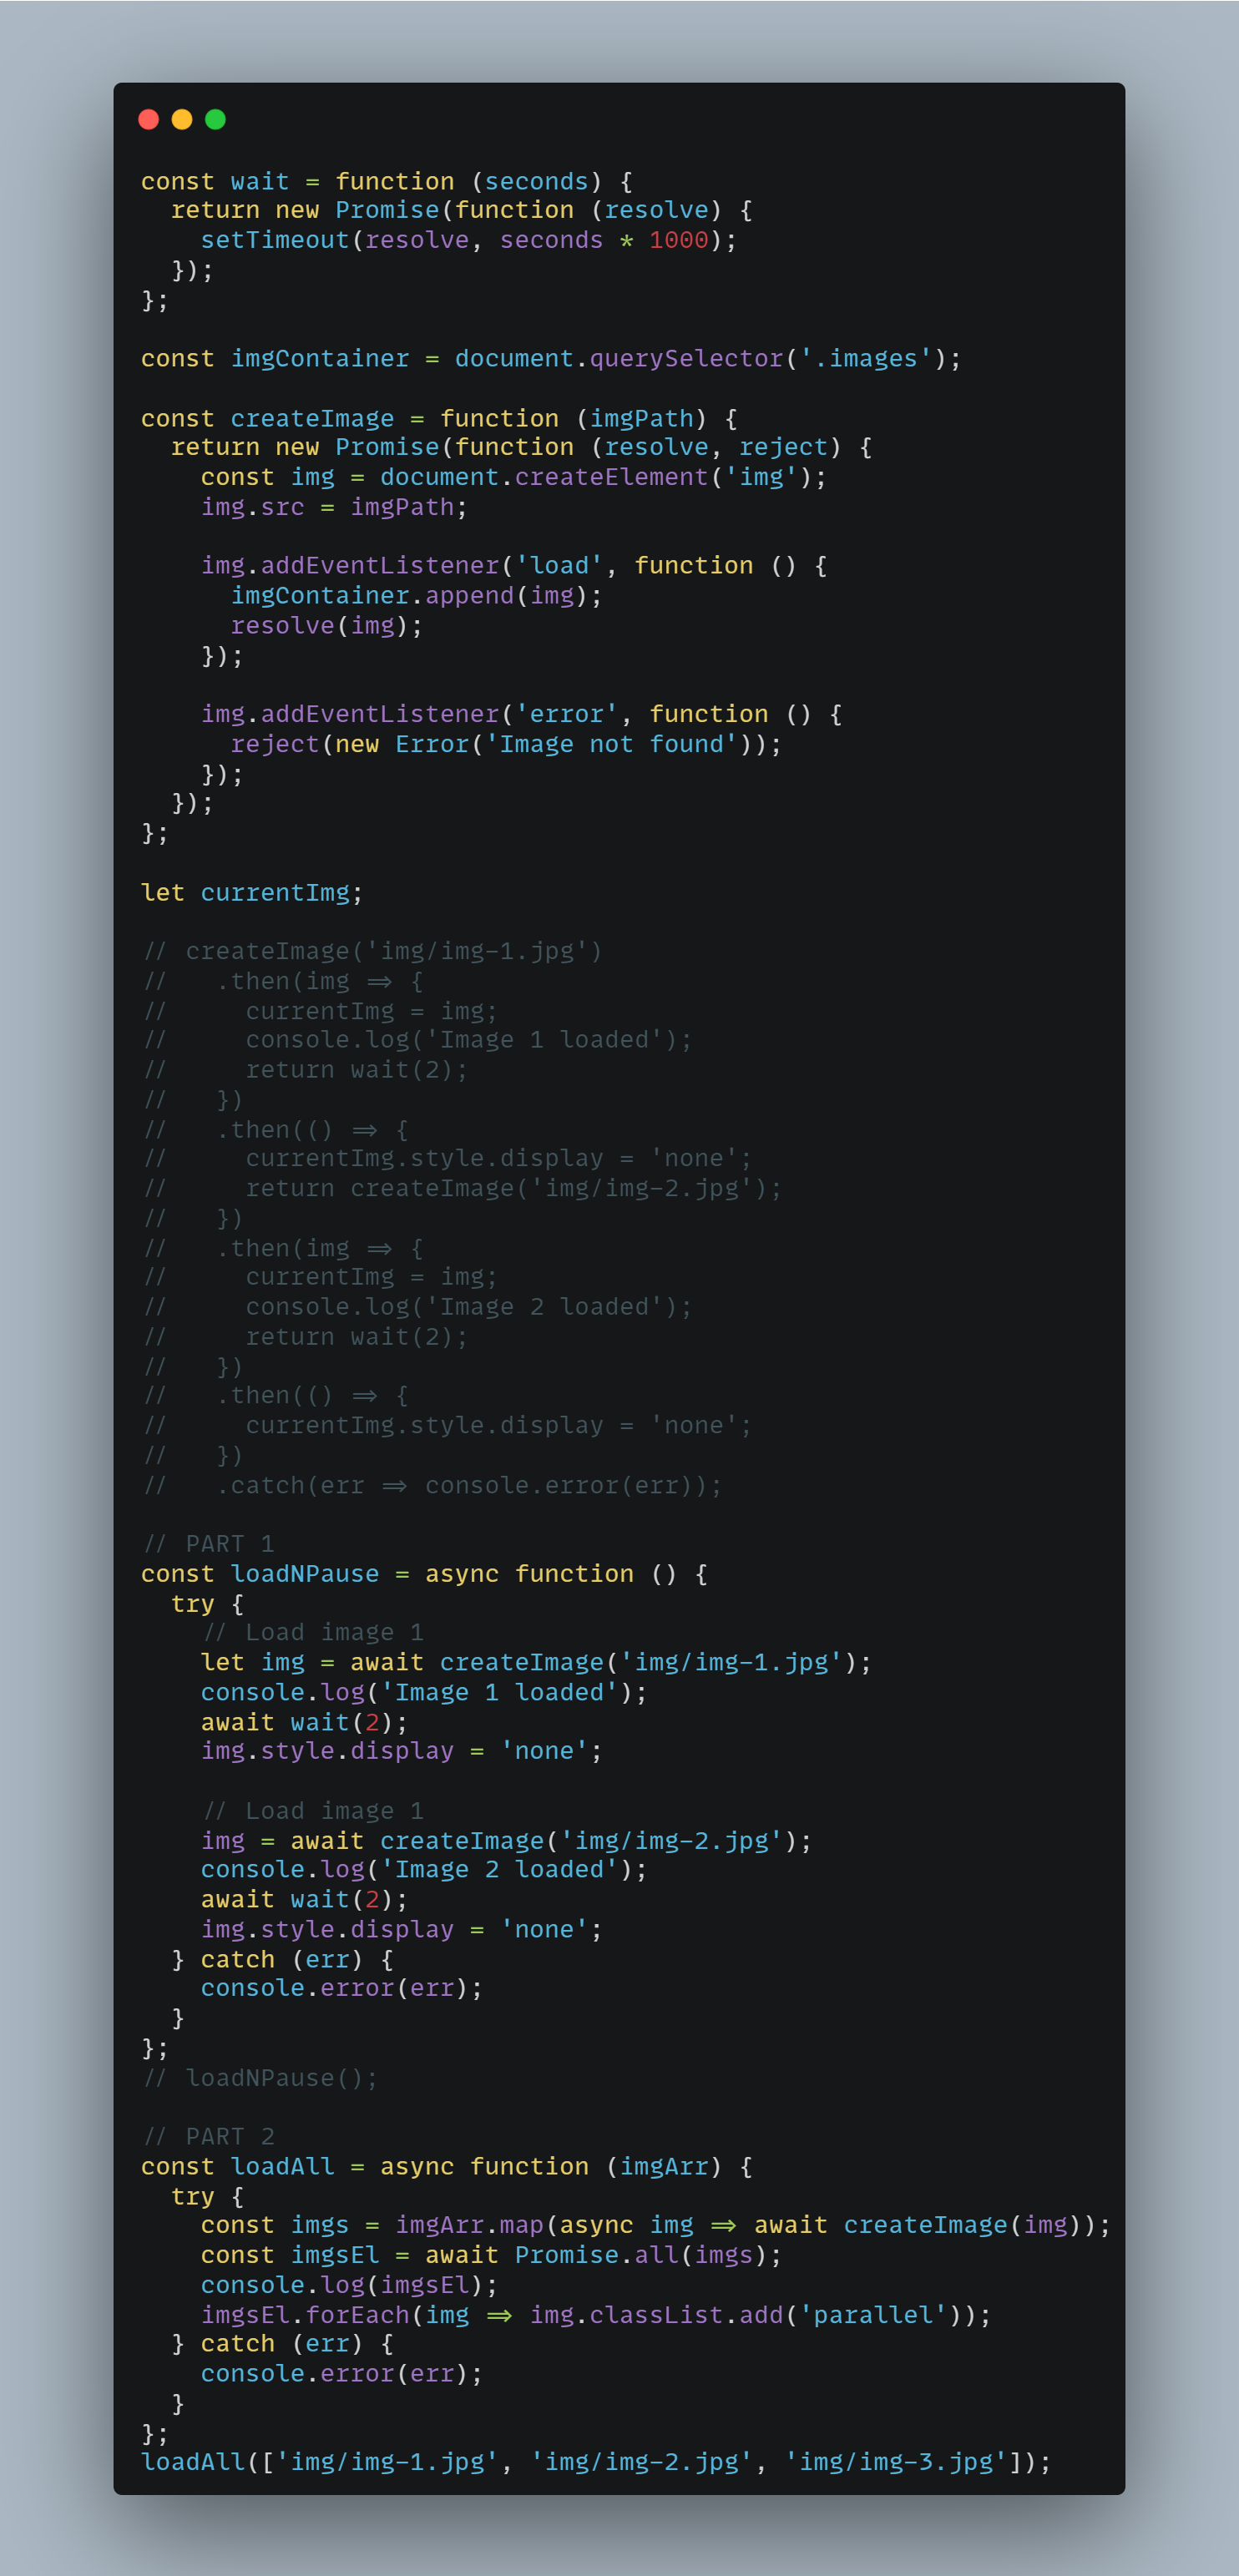 const wait = function (seconds) {
  return new Promise(function (resolve) {
    setTimeout(resolve, seconds * 1000);
  });
};

const imgContainer = document.querySelector('.images');

const createImage = function (imgPath) {
  return new Promise(function (resolve, reject) {
    const img = document.createElement('img');
    img.src = imgPath;

    img.addEventListener('load', function () {
      imgContainer.append(img);
      resolve(img);
    });

    img.addEventListener('error', function () {
      reject(new Error('Image not found'));
    });
  });
};

let currentImg;

// createImage('img/img-1.jpg')
//   .then(img => {
//     currentImg = img;
//     console.log('Image 1 loaded');
//     return wait(2);
//   })
//   .then(() => {
//     currentImg.style.display = 'none';
//     return createImage('img/img-2.jpg');
//   })
//   .then(img => {
//     currentImg = img;
//     console.log('Image 2 loaded');
//     return wait(2);
//   })
//   .then(() => {
//     currentImg.style.display = 'none';
//   })
//   .catch(err => console.error(err));

// PART 1
const loadNPause = async function () {
  try {
    // Load image 1
    let img = await createImage('img/img-1.jpg');
    console.log('Image 1 loaded');
    await wait(2);
    img.style.display = 'none';

    // Load image 1
    img = await createImage('img/img-2.jpg');
    console.log('Image 2 loaded');
    await wait(2);
    img.style.display = 'none';
  } catch (err) {
    console.error(err);
  }
};
// loadNPause();

// PART 2
const loadAll = async function (imgArr) {
  try {
    const imgs = imgArr.map(async img => await createImage(img));
    const imgsEl = await Promise.all(imgs);
    console.log(imgsEl);
    imgsEl.forEach(img => img.classList.add('parallel'));
  } catch (err) {
    console.error(err);
  }
};
loadAll(['img/img-1.jpg', 'img/img-2.jpg', 'img/img-3.jpg']);